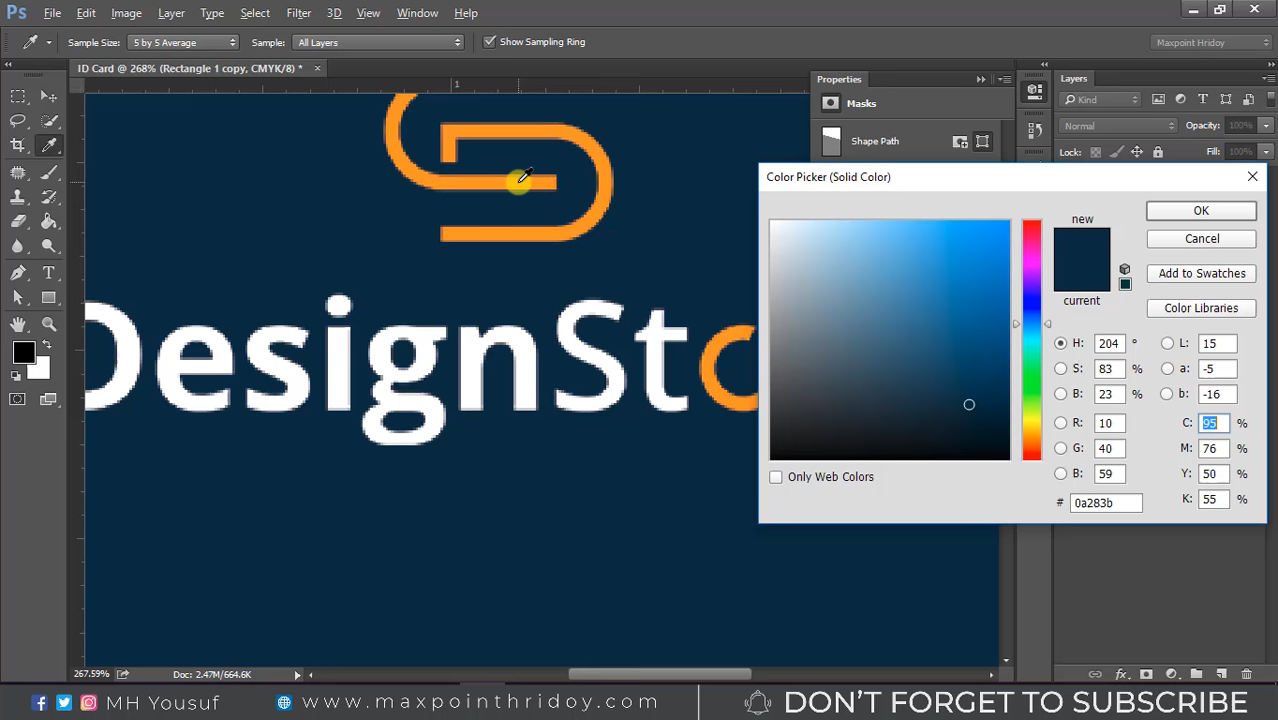 Ps File Edit Image Layer Type Select Filter 3D View Window Help
Sample Size: 5 by 5 Average Sample: All Layers Show Sampling Ring Maxpoint Hridoy
ID Card @ 268% (Rectangle 1 copy, CMYK/8) * ×
1
Properties
Masks
Shape Path
Layers
Kind
Normal Opacity: 100%
Lock: Fill: 100%
DesignSto
Color Picker (Solid Color)
new
current
OK
Cancel
Add to Swatches
Color Libraries
H: 204 ° L: 15
S: 83 % a: -5
B: 23 % b: -16
R: 10 C: 95 %
G: 40 M: 76 %
B: 59 Y: 50 %
# 0a283b K: 55 %
Only Web Colors
267.59% Doc: 2.47M/664.6K
MH Yousuf www.maxpointhridoy.com DON'T FORGET TO SUBSCRIBE